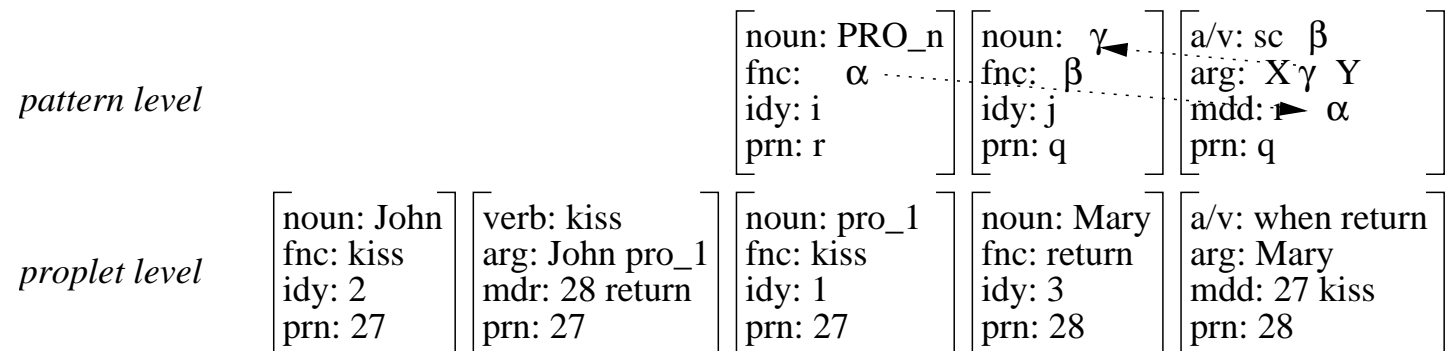 pattern level
noun: PRO_n
fnc: α
idy: i
prn: r
noun: γ
fnc: β
idy: j
prn: q
a/v: sc β
arg: X γ Y
mdd: r α
prn: q
proplet level
noun: John
fnc: kiss
idy: 2
prn: 27
verb: kiss
arg: John pro_1
mdr: 28 return
prn: 27
noun: pro_1
fnc: kiss
idy: 1
prn: 27
noun: Mary
fnc: return
idy: 3
prn: 28
a/v: when return
arg: Mary
mdd: 27 kiss
prn: 28